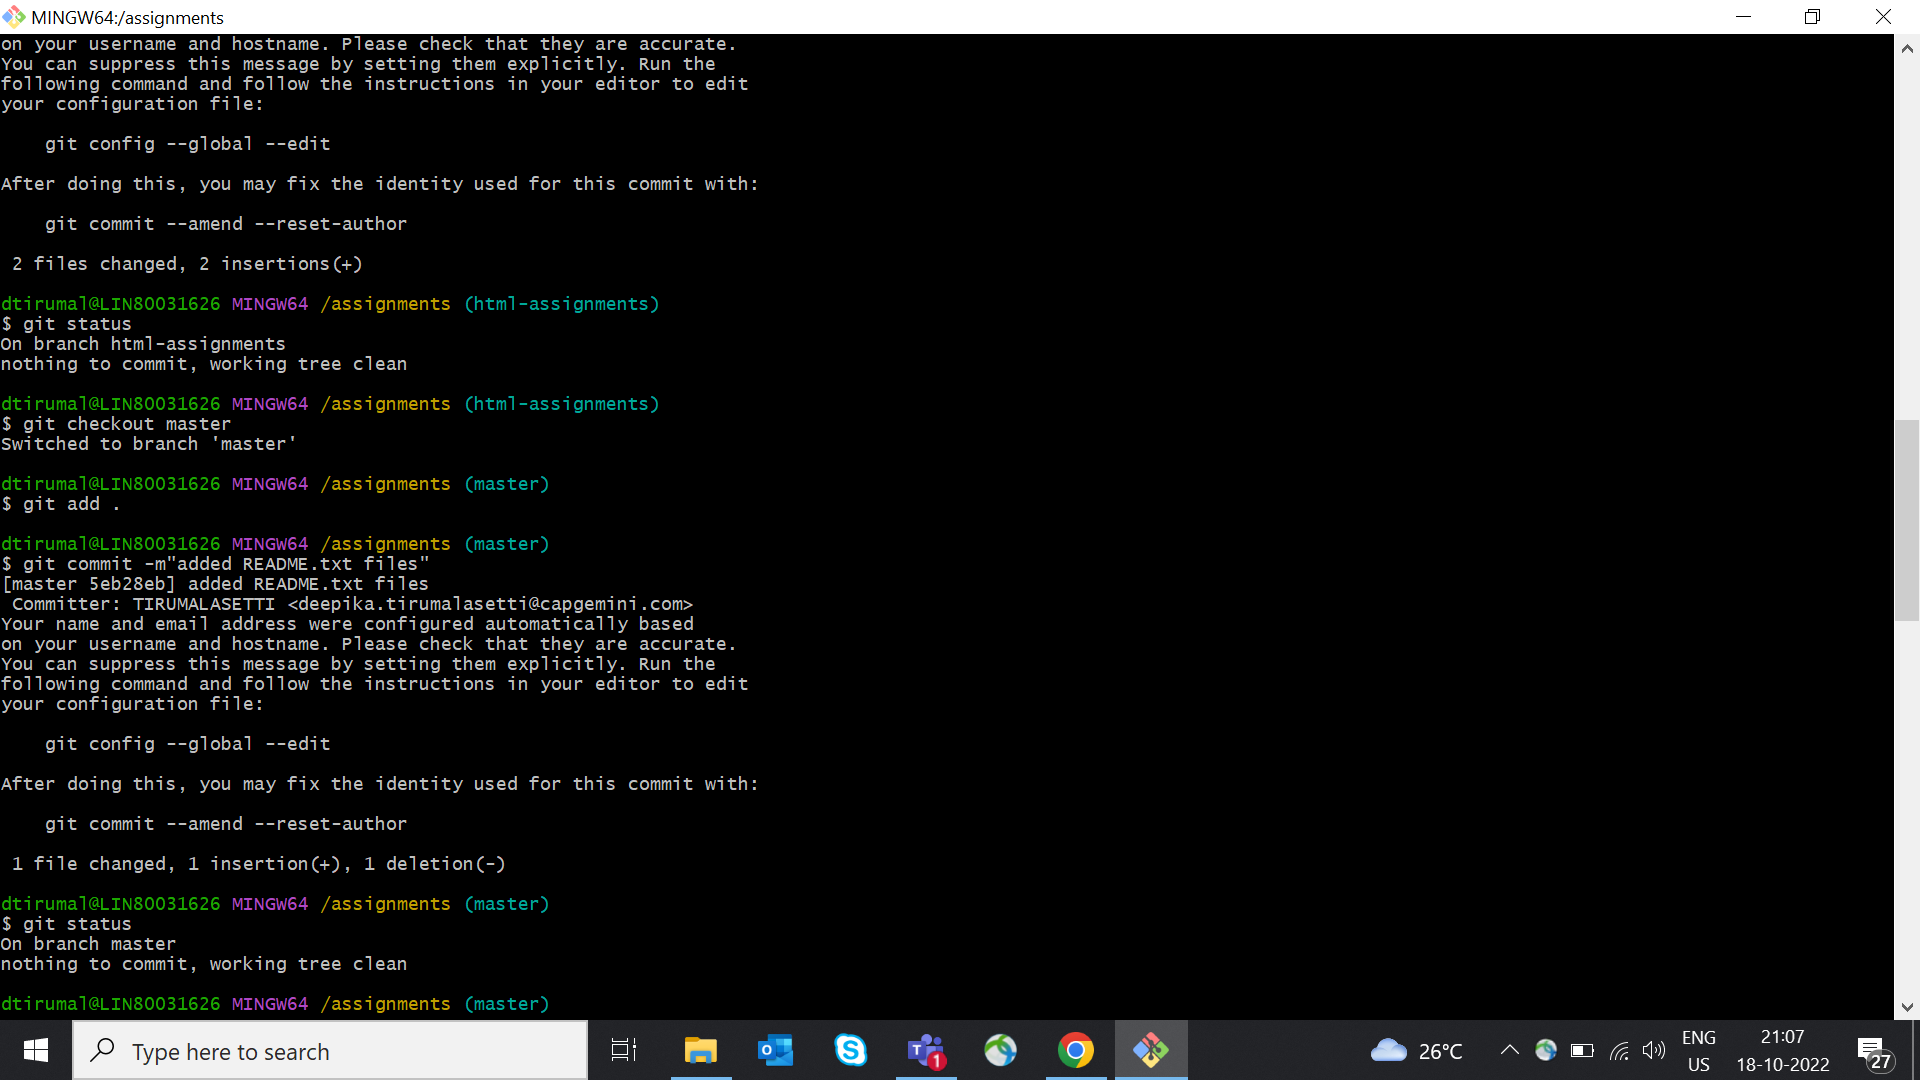 MINGW64:/assignments
on your username and hostname. Please check that they are accurate.
You can suppress this message by setting them explicitly. Run the
following command and follow the instructions in your editor to edit
your configuration file:
git config --global --edit
After doing this, you may fix the identity used for this commit with:
git commit --amend --reset-author
2 files changed, 2 insertions(+)
dtirumal@LIN80031626 MINGW64 /assignments (html-assignments)
$ git status
On branch html-assignments
nothing to commit, working tree clean
dtirumal@LIN80031626 MINGW64 /assignments (html-assignments)
$ git checkout master
Switched to branch 'master'
dtirumal@LIN80031626 MINGW64 /assignments (master)
$ git add .
dtirumal@LIN80031626 MINGW64 /assignments (master)
$ git commit -m"added README.txt files"
[master 5eb28eb] added README.txt files
Committer: TIRUMALASETTI <deepika.tirumalasetti@capgemini.com>
Your name and email address were configured automatically based
on your username and hostname. Please check that they are accurate.
You can suppress this message by setting them explicitly. Run the
following command and follow the instructions in your editor to edit
your configuration file:
git config --global --edit
After doing this, you may fix the identity used for this commit with:
git commit --amend --reset-author
1 file changed, 1 insertion(+), 1 deletion(-)
dtirumal@LIN80031626 MINGW64 /assignments (master)
$ git status
On branch master
nothing to commit, working tree clean
dtirumal@LIN80031626 MINGW64 /assignments (master)
Type here to search
1
26°C
ENG
US
21:07
18-10-2022
27